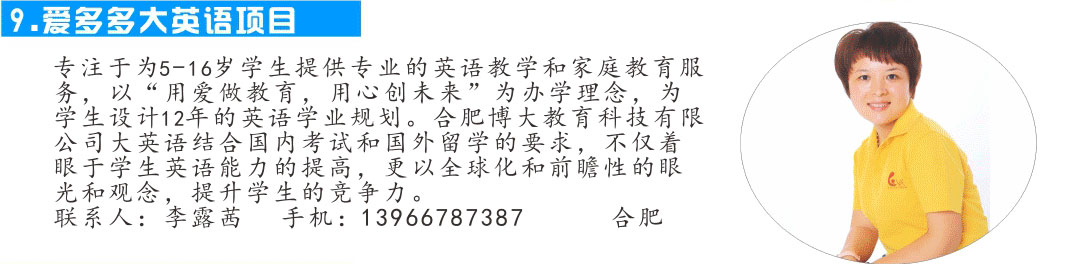 9.爱多多大英语项目
专注于为5-16岁学生提供专业的英语教学和家庭教育服
务，以“用爱做教育，用心创未来”为办学理念，为
学生设计12年的英语学业规划。合肥博大教育科技有限
公司大英语结合国内考试和国外留学的要求，不仅着
眼于学生英语能力的提高，更以全球化和前瞻性的眼
光和观念，提升学生的竞争力。
联系人：李露茜 手机：13966787387 合肥